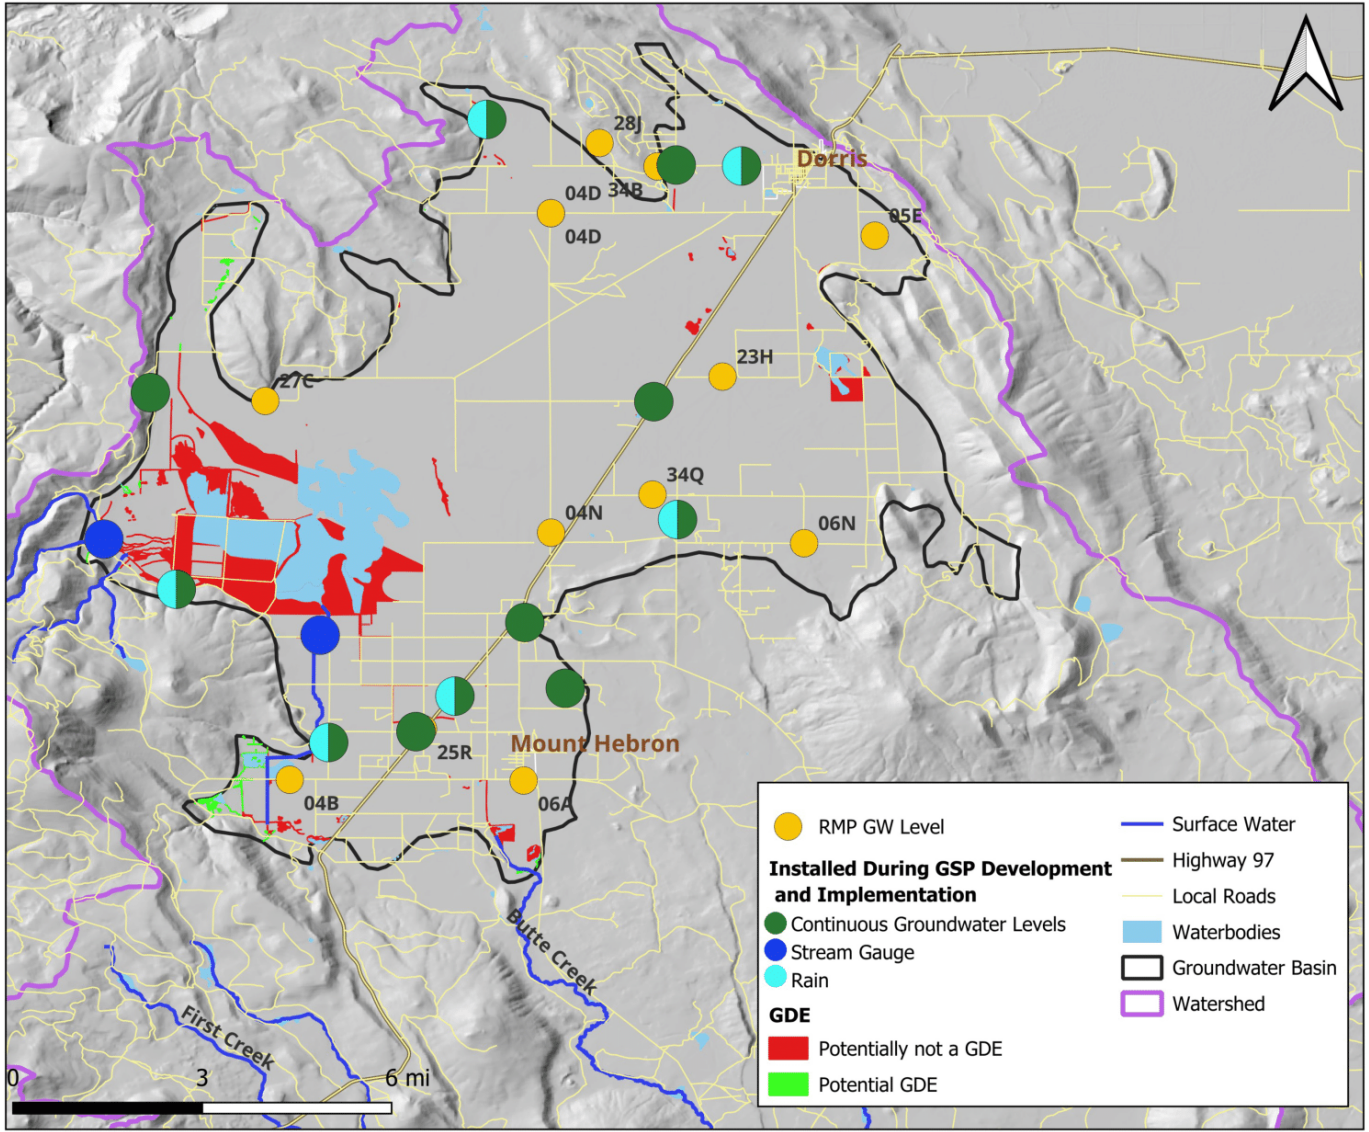 28J
Dorris
04D
34B
05E
04D
23H
27C
34Q
04N
06N
Mount Hebron
25R
04B
06A
Butte Creek
First Creek
0
3
6 mi
RMP GW Level
Installed During GSP Development
and Implementation
Continuous Groundwater Levels
Stream Gauge
Rain
GDE
Potentially not a GDE
Potential GDE
Surface Water
Highway 97
Local Roads
Waterbodies
Groundwater Basin
Watershed